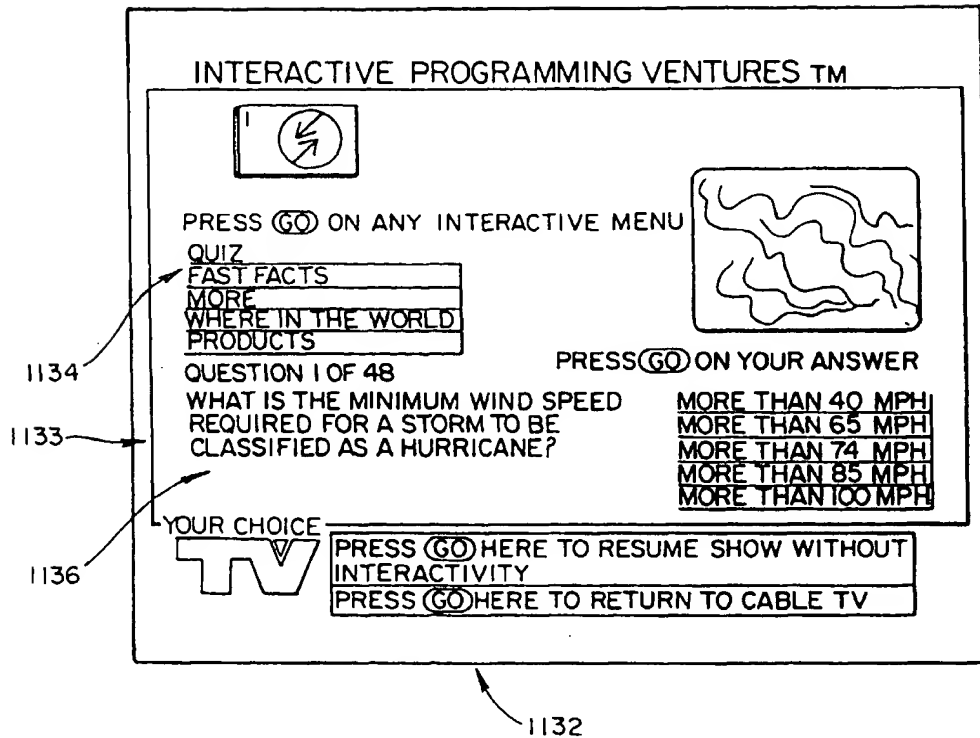 INTERACTIVE PROGRAMMING VENTURES TM
I
PRESS GO ON ANY INTERACTIVE MENU
QUIZ
FAST FACTS
MORE
WHERE IN THE WORLD
PRODUCTS
1134
QUESTION 1 OF 48
WHAT IS THE MINIMUM WIND SPEED
REQUIRED FOR A STORM TO BE
CLASSIFIED AS A HURRICANE?
1133
PRESS GO ON YOUR ANSWER
MORE THAN 40 MPH
MORE THAN 65 MPH
MORE THAN 74 MPH
MORE THAN 85 MPH
MORE THAN 100 MPH
1136
YOUR CHOICE
TV
PRESS GO HERE TO RESUME SHOW WITHOUT
INTERACTIVITY
PRESS GO HERE TO RETURN TO CABLE TV
1132